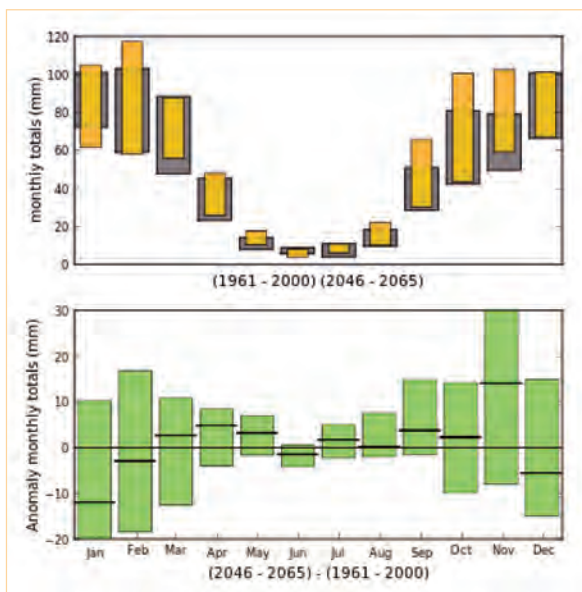 120
100
80
60
40
20
0
monthly totals (mm)
(1961 - 2000) (2046 - 2065)
30
20
10
0
−10
−20
Anomaly monthly totals (mm)
Jan Feb Mar Apr May Jun Jul Aug Sep Oct Nov Dec
(2046 - 2065) : (1961 - 2000)